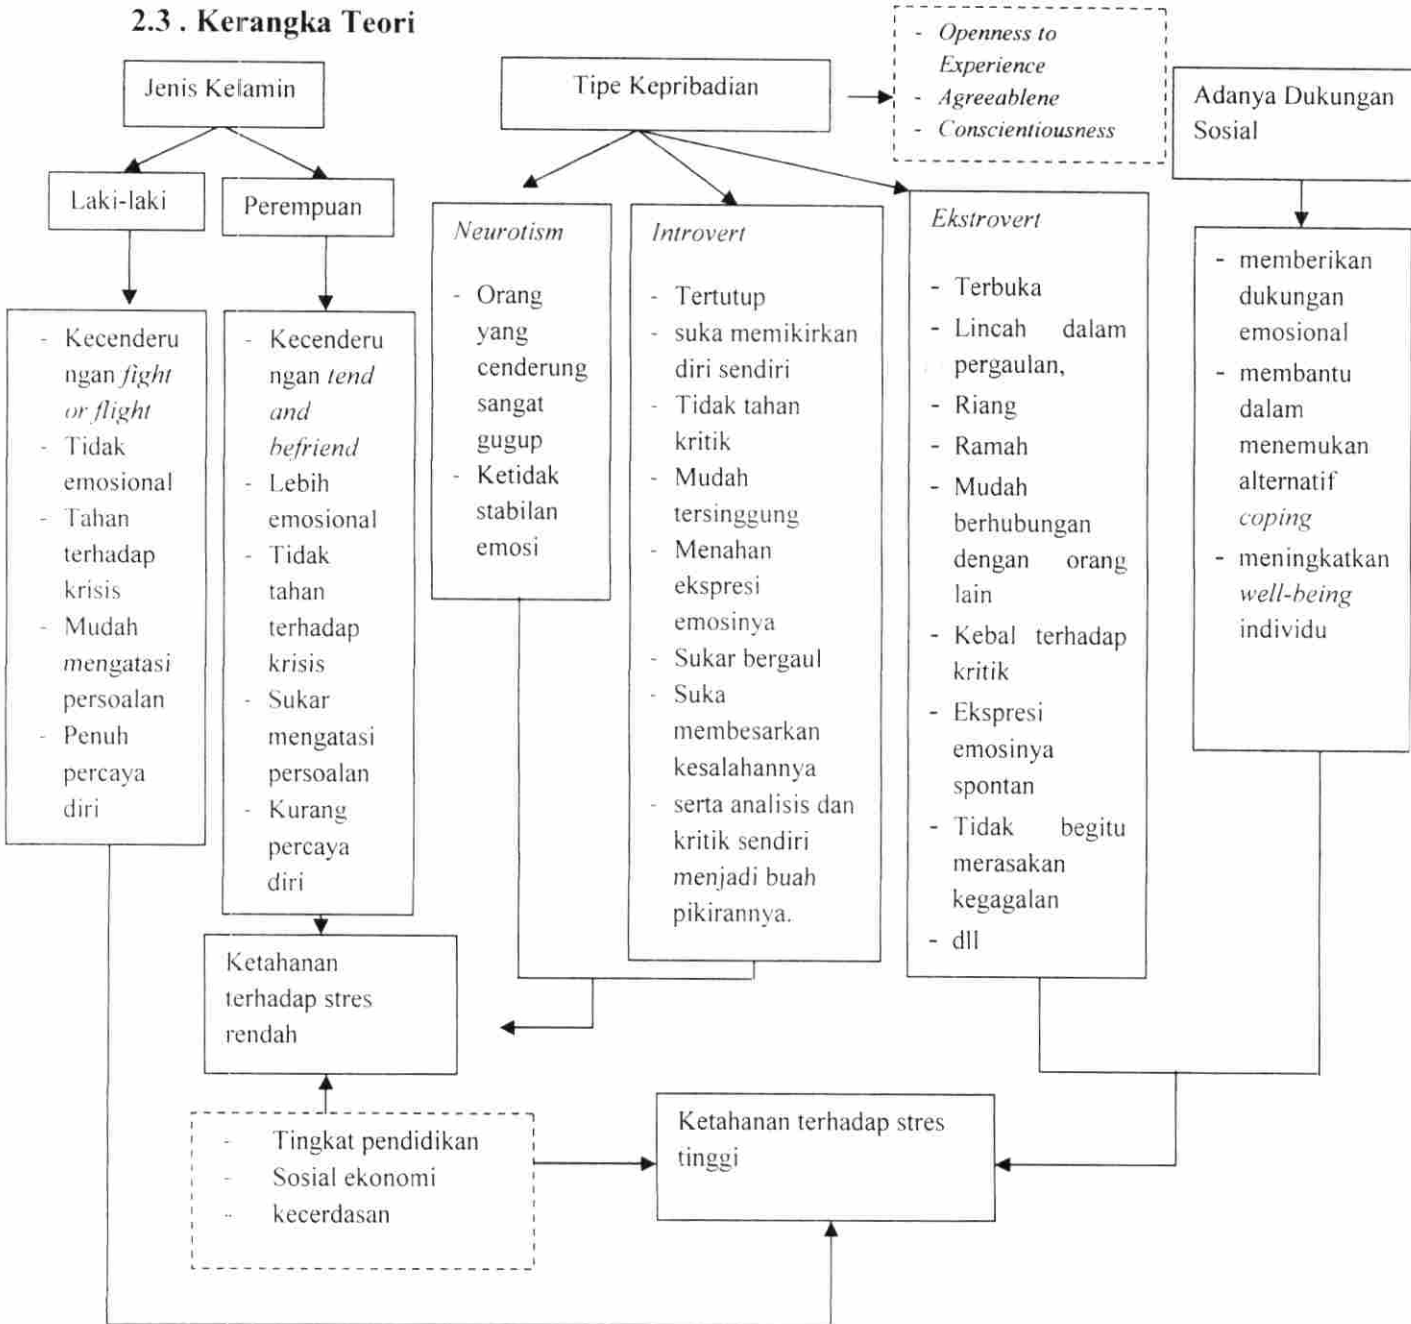 2.3 . Kerangka Teori
Jenis Kelamin
Tipe Kepribadian
- Openness to
Experience
- Agreeablene
- Conscientiousness
Adanya Dukungan
Sosial
Laki-laki
Perempuan
- Kecenderu
ngan fight
or flight
- Tidak
emosional
- Tahan
terhadap
krisis
- Mudah
mengatasi
persoalan
- Penuh
percaya
diri
- Kecenderu
ngan tend
and
befriend
- Lebih
emosional
- Tidak
tahan
terhadap
krisis
- Sukar
mengatasi
persoalan
- Kurang
percaya
diri
Neurotism
- Orang
yang
cenderung
sangat
gugup
- Ketidak
stabilan
emosi
Introvert
- Tertutup
- suka memikirkan
diri sendiri
- Tidak tahan
kritik
- Mudah
tersinggung
- Menahan
ekspresi
emosinya
- Sukar bergaul
- Suka
membesarkan
kesalahannya
- serta analisis dan
kritik sendiri
menjadi buah
pikirannya.
Ekstrovert
- Terbuka
- Lincah dalam
pergaulan,
- Riang
- Ramah
- Mudah
berhubungan
dengan orang
lain
- Kebal terhadap
kritik
- Ekspresi
emosinya
spontan
- Tidak begitu
merasakan
kegagalan
- dll
- memberikan
dukungan
emosional
- membantu
dalam
menemukan
alternatif
coping
- meningkatkan
well-being
individu
Ketahanan
terhadap stres
rendah
- Tingkat pendidikan
- Sosial ekonomi
- kecerdasan
Ketahanan terhadap stres
tinggi